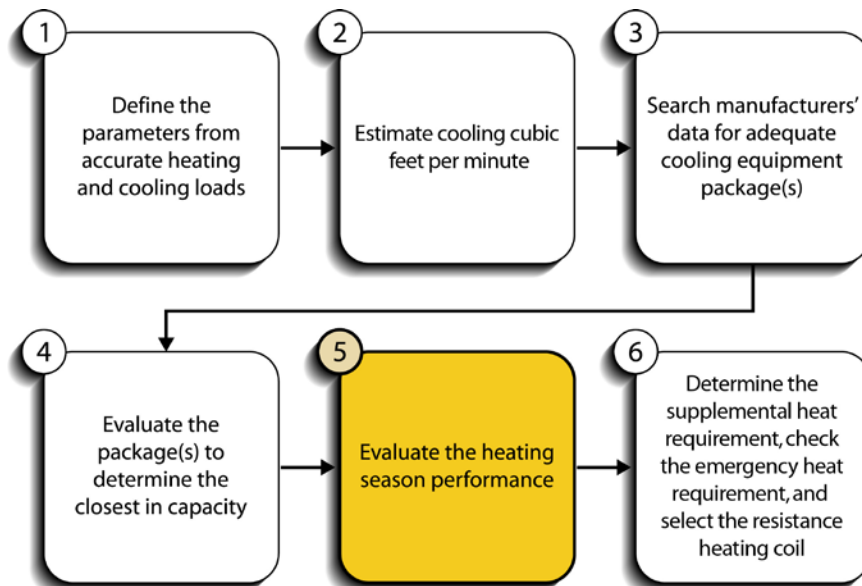 1
Define the
parameters from
accurate heating
and cooling loads
2
Estimate cooling cubic
feet per minute
3
Search manufacturers'
data for adequate
cooling equipment
package(s)
4
Evaluate the
package(s) to
determine the
closest in capacity
5
Evaluate the heating
season performance
6
Determine the
supplemental heat
requirement, check
the emergency heat
requirement, and
select the resistance
heating coil